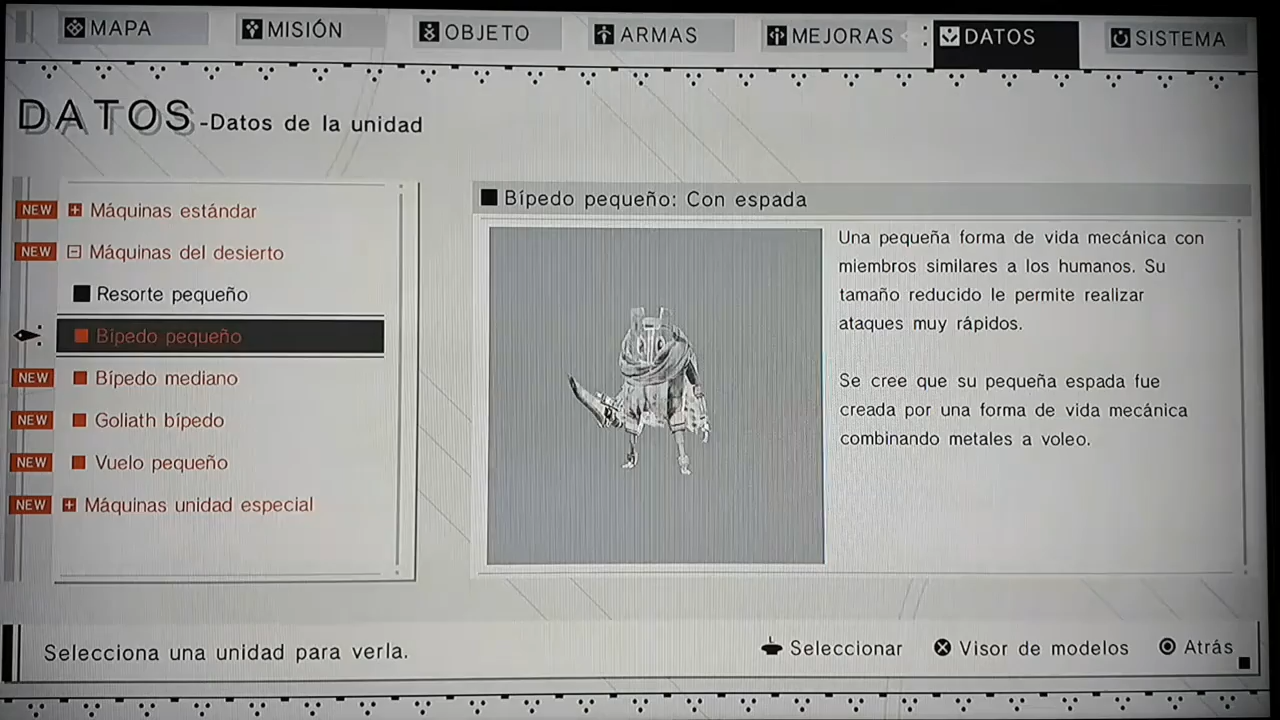 MAPA
MISIÓN
OBJETO
ARMAS
MEJORAS
DATOS
SISTEMA
DATOS-Datos de la unidad
NEW Máquinas estándar
NEW Máquinas del desierto
Resorte pequeño
Bípedo pequeño
NEW Bípedo mediano
NEW Goliath bípedo
NEW Vuelo pequeño
NEW Máquinas unidad especial
Bípedo pequeño: Con espada
Una pequeña forma de vida mecánica con
miembros similares a los humanos. Su
tamaño reducido le permite realizar
ataques muy rápidos.
Se cree que su pequeña espada fue
creada por una forma de vida mecánica
combinando metales a voleo.
Selecciona una unidad para verla.
Seleccionar
Visor de modelos
Atrás